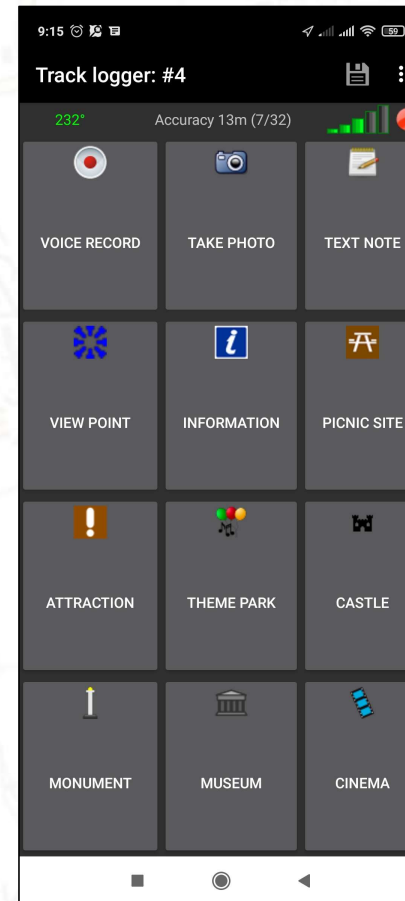 9:15
59
Track logger: #4
232°
Accuracy 13m (7/32)
VOICE RECORD
TAKE PHOTO
TEXT NOTE
VIEW POINT
i
INFORMATION
PICNIC SITE
!
ATTRACTION
THEME PARK
CASTLE
MONUMENT
MUSEUM
CINEMA